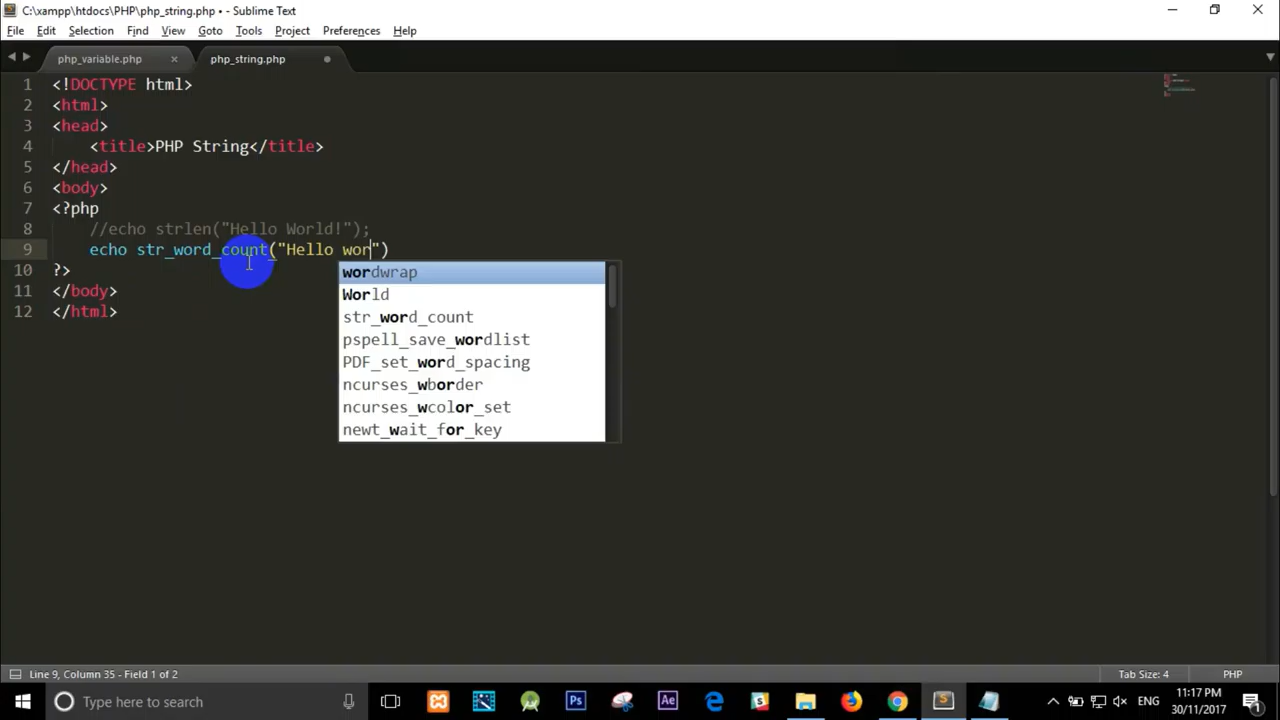 C:\xampp\htdocs\PHP\php_string.php • - Sublime Text
File Edit Selection Find View Goto Tools Project Preferences Help
php_variable.php × php_string.php
1 <!DOCTYPE html>
2 <html>
3 <head>
4 <title>PHP String</title>
5 </head>
6 <body>
7 <?php
8 //echo strlen("Hello World!");
9 echo str_word_count("Hello wor")
10 ?>
11 </body>
12 </html>
wordwrap
World
str_word_count
pspell_save_wordlist
PDF_set_word_spacing
ncurses_wborder
ncurses_wcolor_set
newt_wait_for_key
Line 9, Column 35 - Field 1 of 2 Tab Size: 4 PHP
Type here to search Ps Ae ENG 11:17 PM
30/11/2017 1